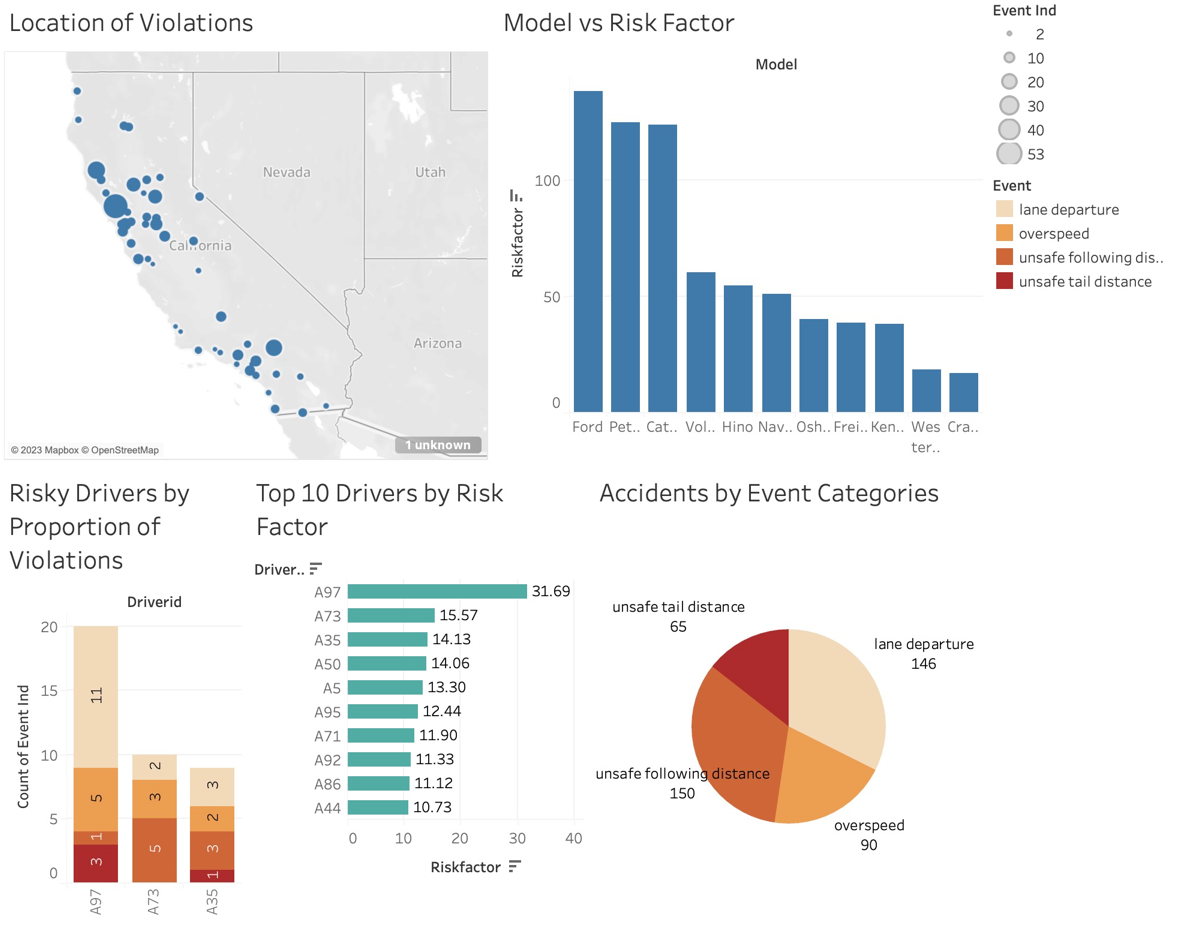 Location of Violations
Nevada
Utah
California
Arizona
© 2023 Mapbox © OpenStreetMap
1 unknown
Model vs Risk Factor
Model
Riskfactor
100
50
0
Ford
Pet..
Cat..
Vol..
Hino
Nav..
Osh..
Frei..
Ken..
Wes
ter..
Cra..
Event Ind
2
10
20
30
40
53
Event
lane departure
overspeed
unsafe following dis..
unsafe tail distance
Risky Drivers by
Proportion of
Violations
Driverid
Count of Event Ind
20
15
10
5
0
11
5
1
3
2
3
5
3
2
3
1
A97
A73
A35
Top 10 Drivers by Risk
Factor
Driver..
A97 31.69
A73 15.57
A35 14.13
A50 14.06
A5 13.30
A95 12.44
A71 11.90
A92 11.33
A86 11.12
A44 10.73
0 10 20 30 40
Riskfactor
Accidents by Event Categories
unsafe tail distance
65
lane departure
146
unsafe following distance
150
overspeed
90